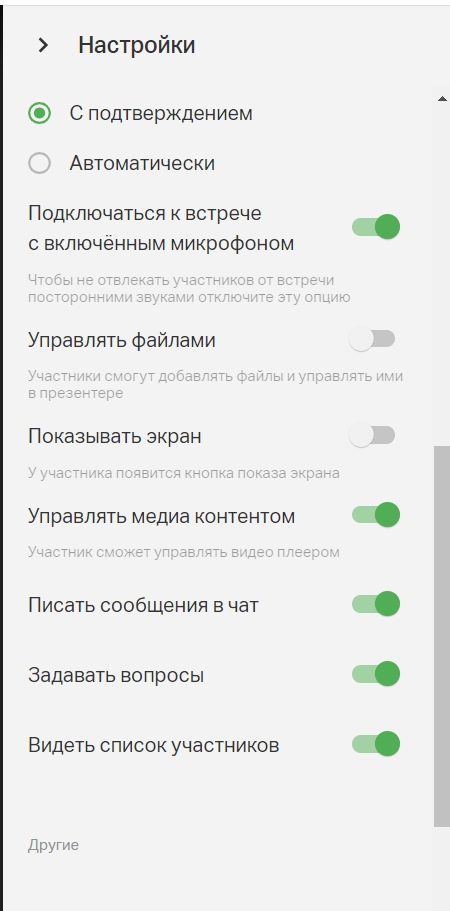 Настройки
С подтверждением
Автоматически
Подключаться к встрече
с включённым микрофоном
Чтобы не отвлекать участников от встречи
посторонними звуками отключите эту опцию
Управлять файлами
Участники смогут добавлять файлы и управлять ими
в презентере
Показывать экран
У участника появится кнопка показа экрана
Управлять медиа контентом
Участник сможет управлять видео плеером
Писать сообщения в чат
Задавать вопросы
Видеть список участников
Другие